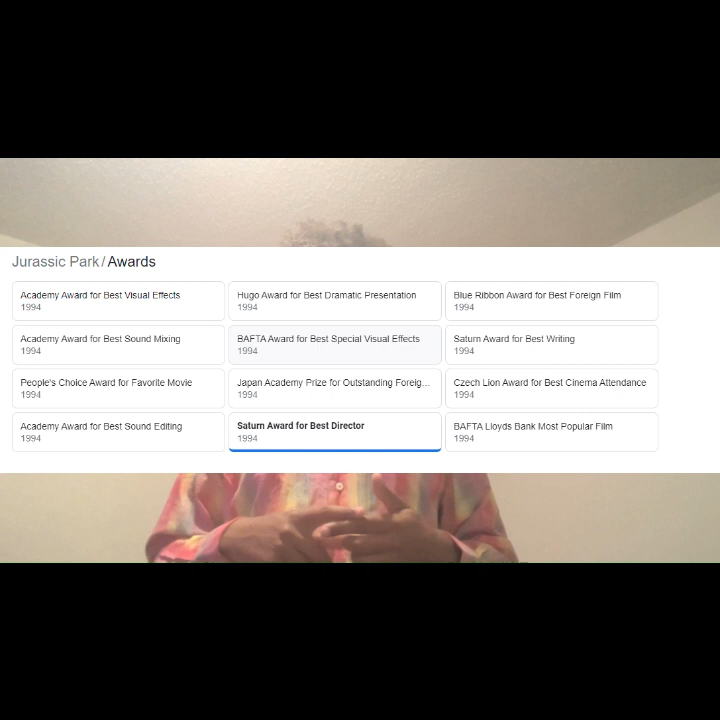 Jurassic Park / Awards
Academy Award for Best Visual Effects
1994
Hugo Award for Best Dramatic Presentation
1994
Blue Ribbon Award for Best Foreign Film
1994
Academy Award for Best Sound Mixing
1994
BAFTA Award for Best Special Visual Effects
1994
Saturn Award for Best Writing
1994
People's Choice Award for Favorite Movie
1994
Japan Academy Prize for Outstanding Foreig...
1994
Czech Lion Award for Best Cinema Attendance
1994
Academy Award for Best Sound Editing
1994
Saturn Award for Best Director
1994
BAFTA Lloyds Bank Most Popular Film
1994